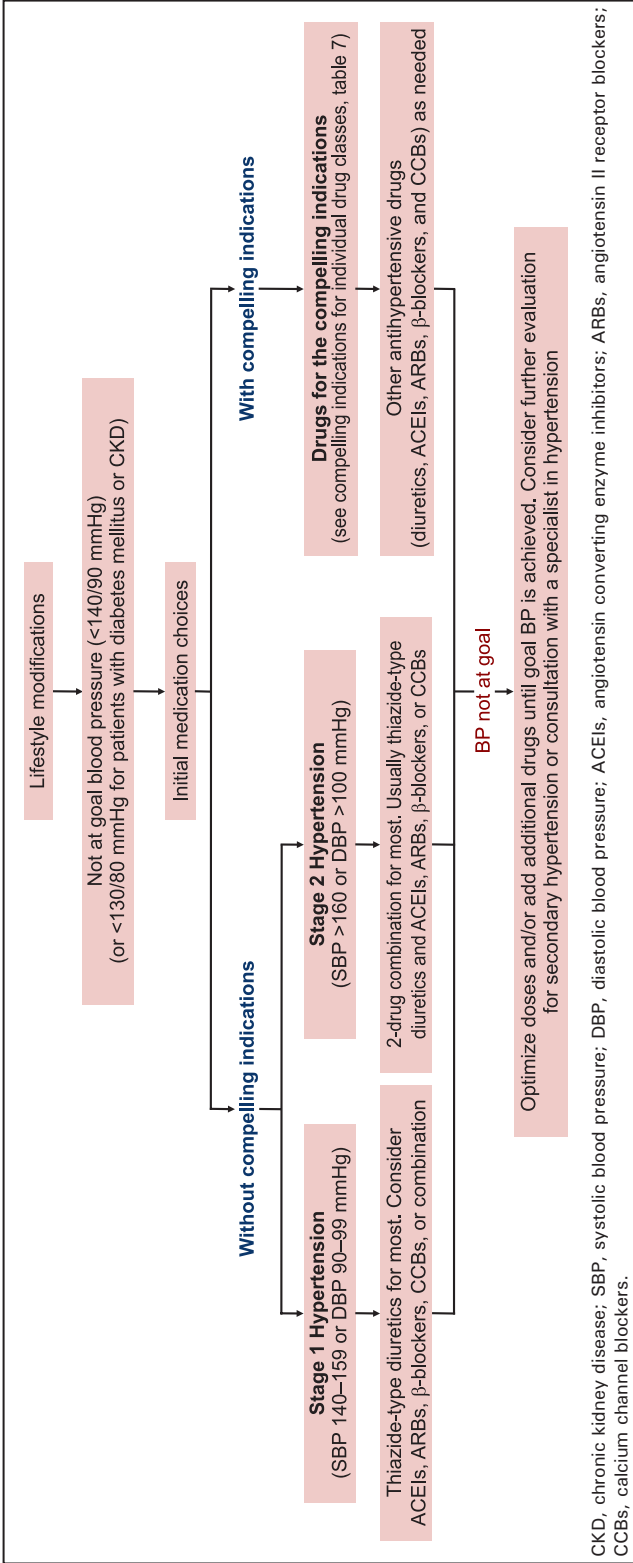 Lifestyle modifications
Not at goal blood pressure (<140/90 mmHg)
(or <130/80 mmHg for patients with diabetes mellitus or CKD)
Initial medication choices
Without compelling indications
With compelling indications
Stage 1 Hypertension
(SBP 140–159 or DBP 90–99 mmHg)
Stage 2 Hypertension
(SBP >160 or DBP >100 mmHg)
Drugs for the compelling indications
(see compelling indications for individual drug classes, table 7)
Thiazide-type diuretics for most. Consider
ACEIs, ARBs, β-blockers, CCBs, or combination
2-drug combination for most. Usually thiazide-type
diuretics and ACEIs, ARBs, β-blockers, or CCBs
Other antihypertensive drugs
(diuretics, ACEIs, ARBs, β-blockers, and CCBs) as needed
BP not at goal
Optimize doses and/or add additional drugs until goal BP is achieved. Consider further evaluation
for secondary hypertension or consultation with a specialist in hypertension
CKD, chronic kidney disease; SBP, systolic blood pressure; DBP, diastolic blood pressure; ACEIs, angiotensin converting enzyme inhibitors; ARBs, angiotensin II receptor blockers;
CCBs, calcium channel blockers.